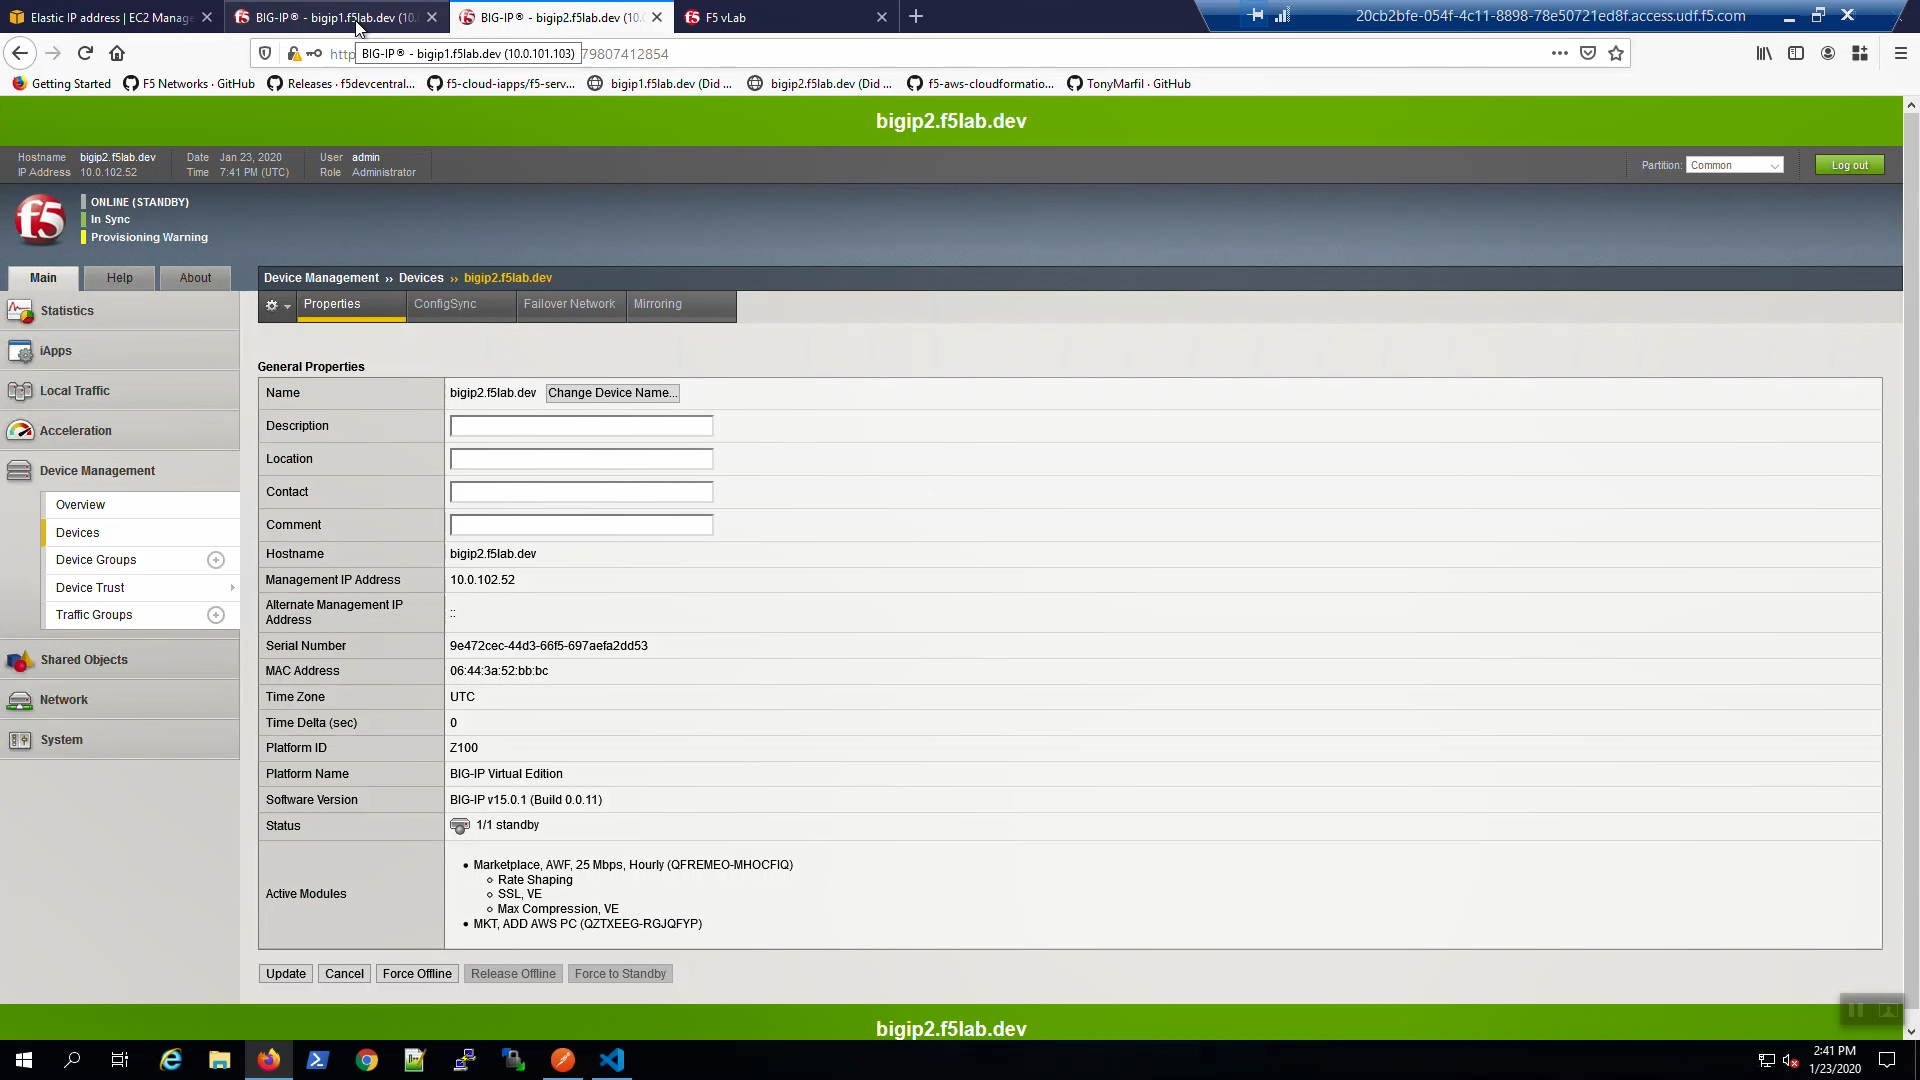 Elastic IP address | EC2 Manage
BIG-IP® - bigip1.f5lab.dev (10.
BIG-IP® - bigip2.f5lab.dev (10.
F5 vLab
20cb2bfe-054f-4c11-8898-78e50721ed8f.access.udf.f5.com
http
BIG-IP® - bigip1.f5lab.dev (10.0.101.103)
79807412854
Getting Started
F5 Networks · GitHub
Releases · f5devcentral...
f5-cloud-iapps/f5-serv...
bigip1.f5lab.dev (Did ...
bigip2.f5lab.dev (Did ...
f5-aws-cloudformatio...
TonyMarfil · GitHub
bigip2.f5lab.dev
Hostname bigip2.f5lab.dev
Date Jan 23, 2020
User admin
IP Address 10.0.102.52
Time 7:41 PM (UTC)
Role Administrator
Partition: Common
Log out
f5
ONLINE (STANDBY)
In Sync
Provisioning Warning
Main
Help
About
Device Management ›› Devices ›› bigip2.f5lab.dev
Properties
ConfigSync
Failover Network
Mirroring
Statistics
iApps
Local Traffic
Acceleration
Device Management
Overview
Devices
Device Groups
Device Trust
Traffic Groups
Shared Objects
Network
System
General Properties
Name bigip2.f5lab.dev Change Device Name...
Description
Location
Contact
Comment
Hostname bigip2.f5lab.dev
Management IP Address 10.0.102.52
Alternate Management IP
Address ::
Serial Number 9e472cec-44d3-66f5-697aefa2dd53
MAC Address 06:44:3a:52:bb:bc
Time Zone UTC
Time Delta (sec) 0
Platform ID Z100
Platform Name BIG-IP Virtual Edition
Software Version BIG-IP v15.0.1 (Build 0.0.11)
Status 1/1 standby
Active Modules
• Marketplace, AWF, 25 Mbps, Hourly (QFREMEO-MHOCFIQ)
Rate Shaping
SSL, VE
Max Compression, VE
• MKT, ADD AWS PC (QZTXEEG-RGJQFYP)
Update
Cancel
Force Offline
Release Offline
Force to Standby
bigip2.f5lab.dev
2:41 PM
1/23/2020